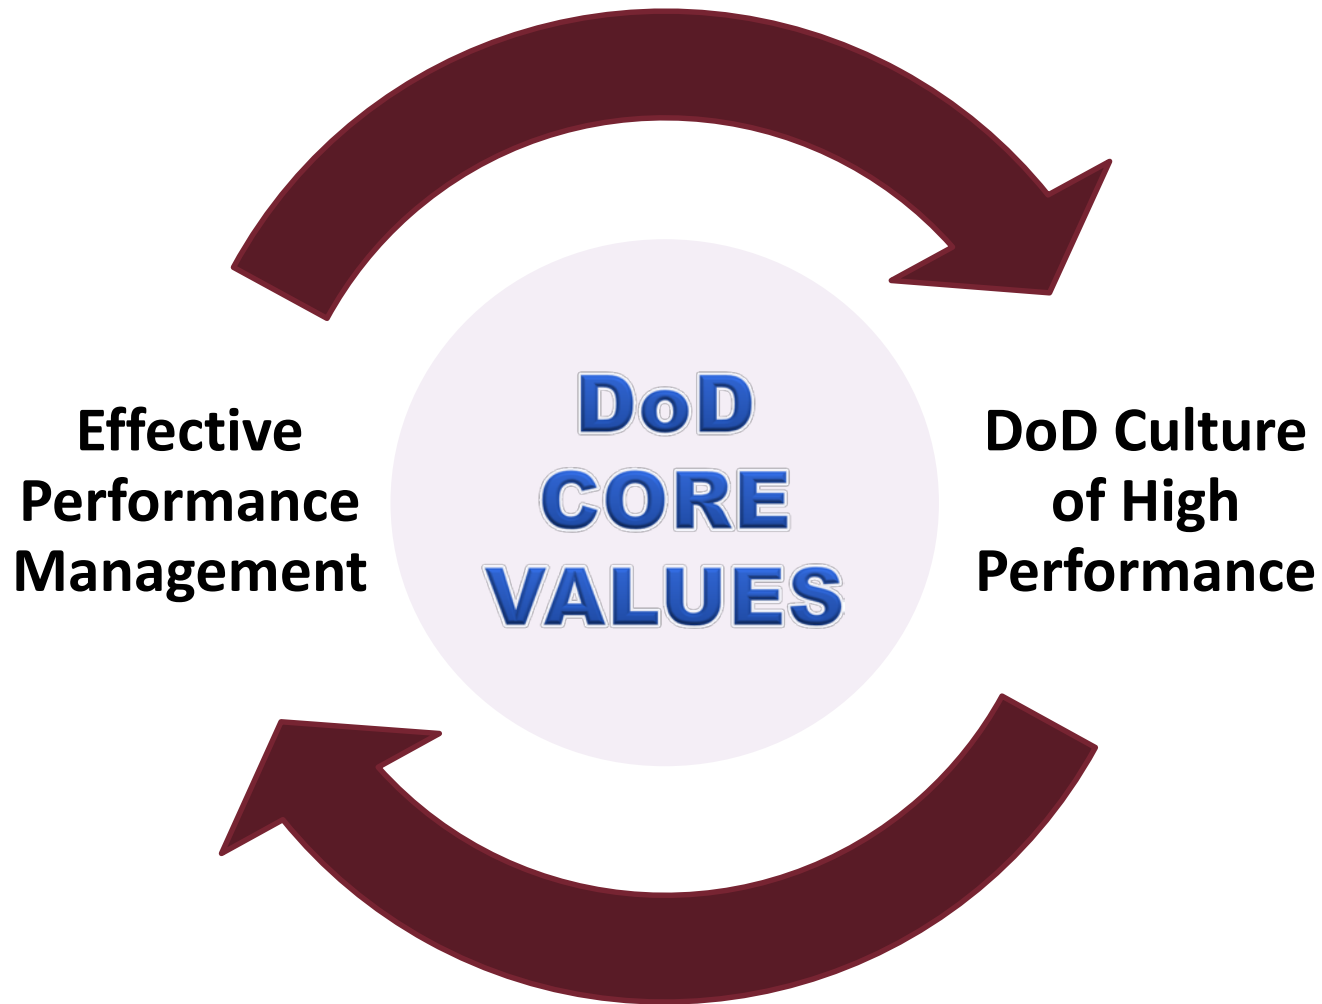 Effective
Performance
Management
DoD
CORE
VALUES
DoD Culture
of High
Performance